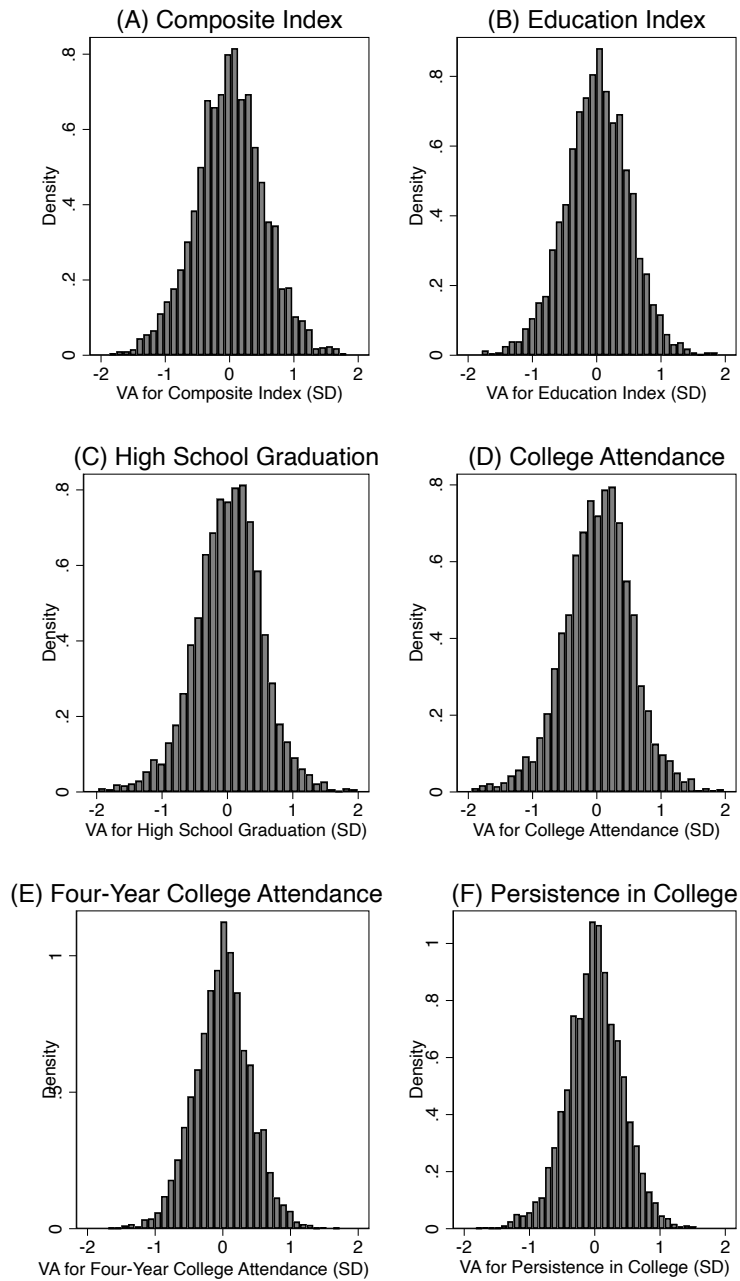 (A) Composite Index
Density
0 .2 .4 .6 .8
-2 -1 0 1 2
VA for Composite Index (SD)
(B) Education Index
Density
0 .2 .4 .6 .8
-2 -1 0 1 2
VA for Education Index (SD)
(C) High School Graduation
Density
0 .2 .4 .6 .8
-2 -1 0 1 2
VA for High School Graduation (SD)
(D) College Attendance
Density
0 .2 .4 .6 .8
-2 -1 0 1 2
VA for College Attendance (SD)
(E) Four-Year College Attendance
Density
0 .5 1
-2 -1 0 1 2
VA for Four-Year College Attendance (SD)
(F) Persistence in College
Density
0 .2 .4 .6 .8 1
-2 -1 0 1 2
VA for Persistence in College (SD)